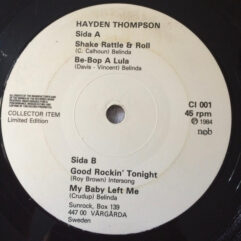 HAYDEN THOMPSON
Sida A
Shake Rattle & Roll
(C. Calhoun) Belinda
Be-Bop A Lula
(Davis - Vincent) Belinda
COLLECTOR ITEM
Limited Edition
CI 001
45 rpm
℗ 1984
ncb
Sida B
Good Rockin' Tonight
(Roy Brown) Intersong
My Baby Left Me
(Crudup) Belinda
Sunrock, Box 139
447 00 VÅRGÅRDA
Sweden